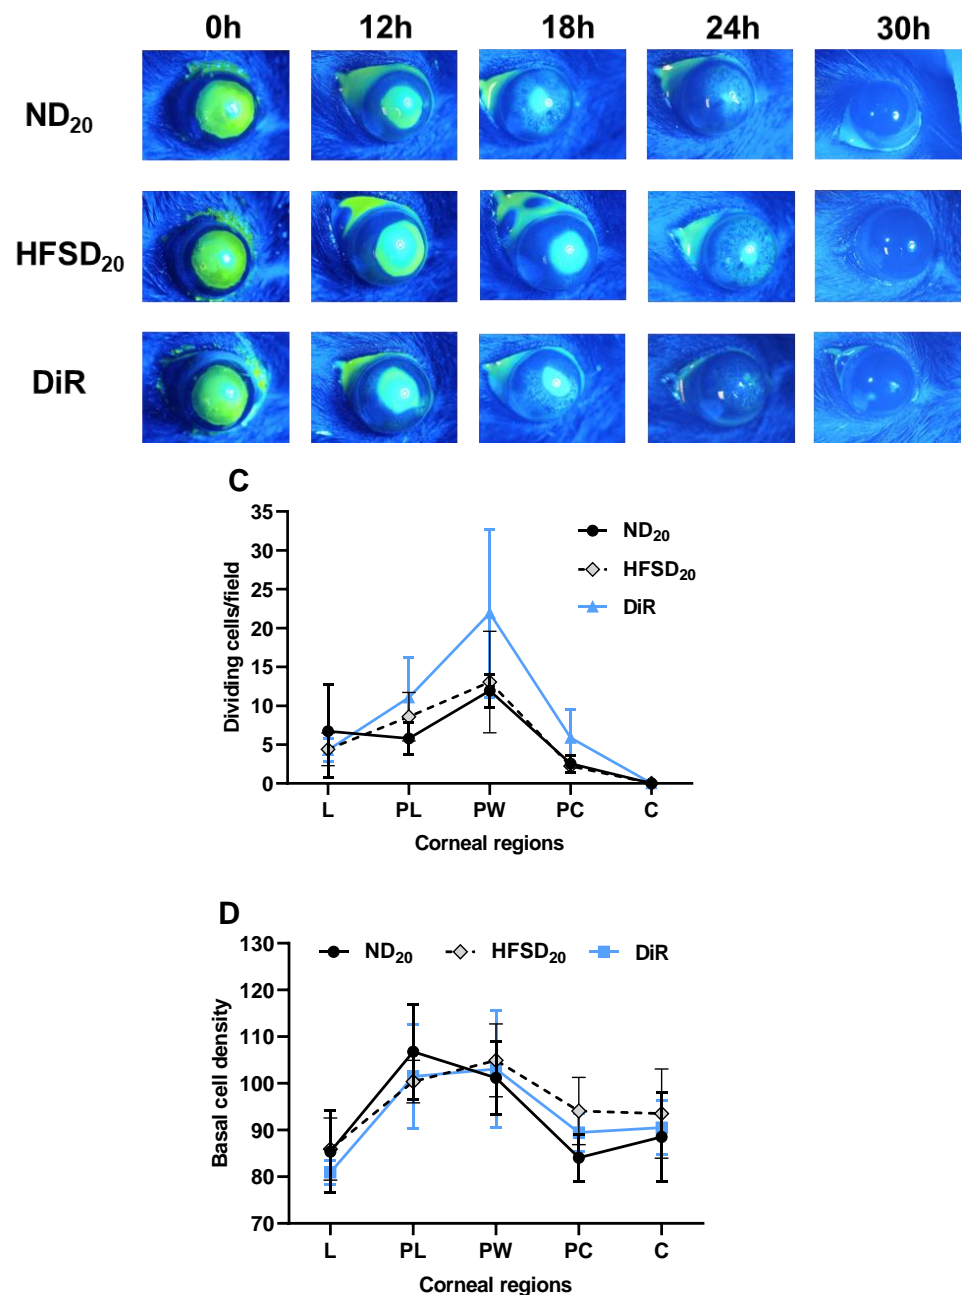 0h 12h 18h 24h 30h
ND20
HFSD20
DiR
C
35
30
25
20
15
10
5
0
Dividing cells/field
ND20
HFSD20
DiR
L PL PW PC C
Corneal regions
D
130
120
110
100
90
80
70
Basal cell density
ND20 HFSD20 DiR
L PL PW PC C
Corneal regions